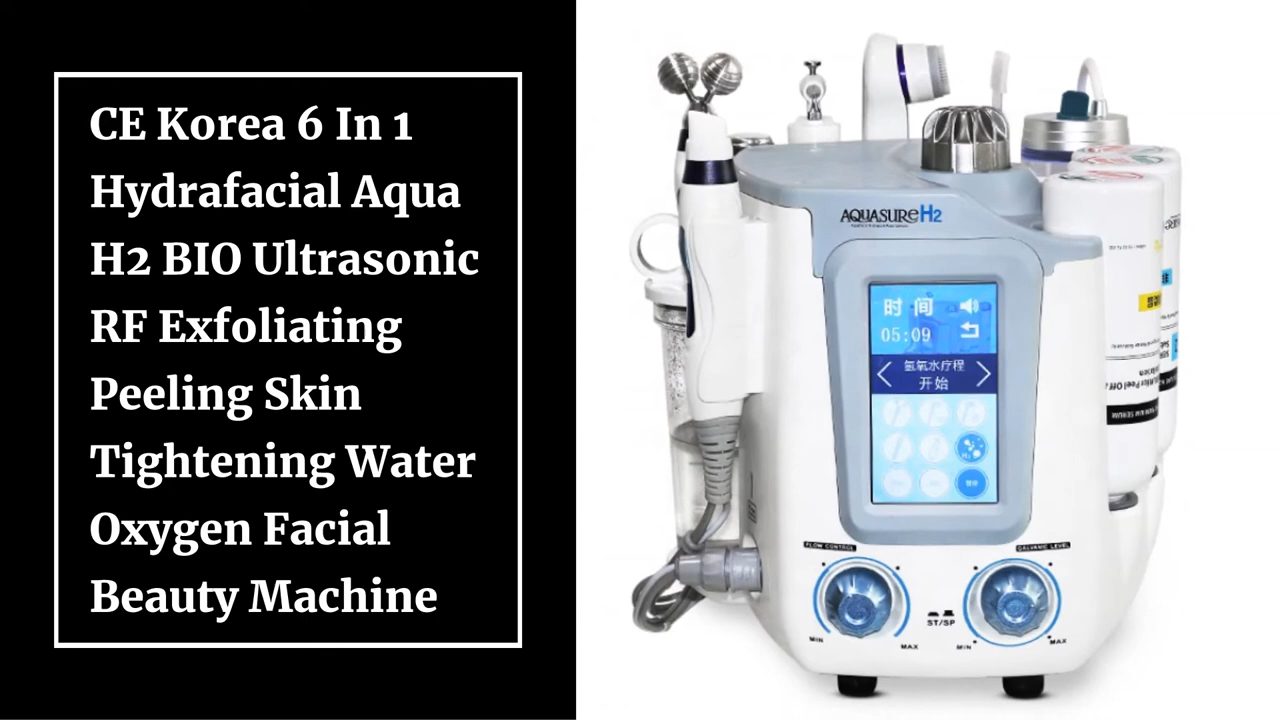 CE Korea 6 In 1
Hydrafacial Aqua
H2 BIO Ultrasonic
RF Exfoliating
Peeling Skin
Tightening Water
Oxygen Facial
Beauty Machine
AQUASURE H2
时间
05:09
氢氧水疗程
开始
H2
FLOW CONTROL
GALVANIC LEVEL
ST/SP
MIN
MAX
MIN
MAX